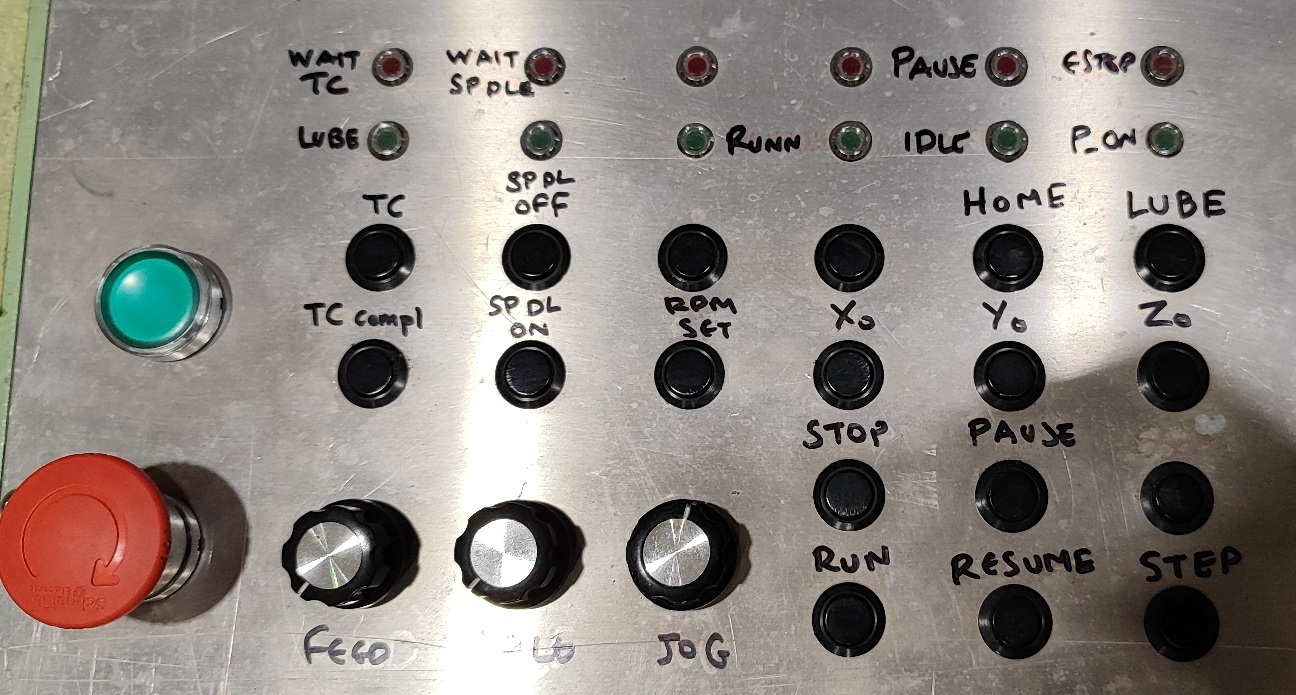 WAIT
TC
WAIT
SPDLE
PAUSE
ESTOP
LUBE
RUNN
IDLE
P_ON
TC
SPDL
OFF
HOME
LUBE
TC compl
SPDL
ON
RPM
SET
X0
Y0
Z0
STOP
PAUSE
RUN
RESUME
STEP
FEED
JOG